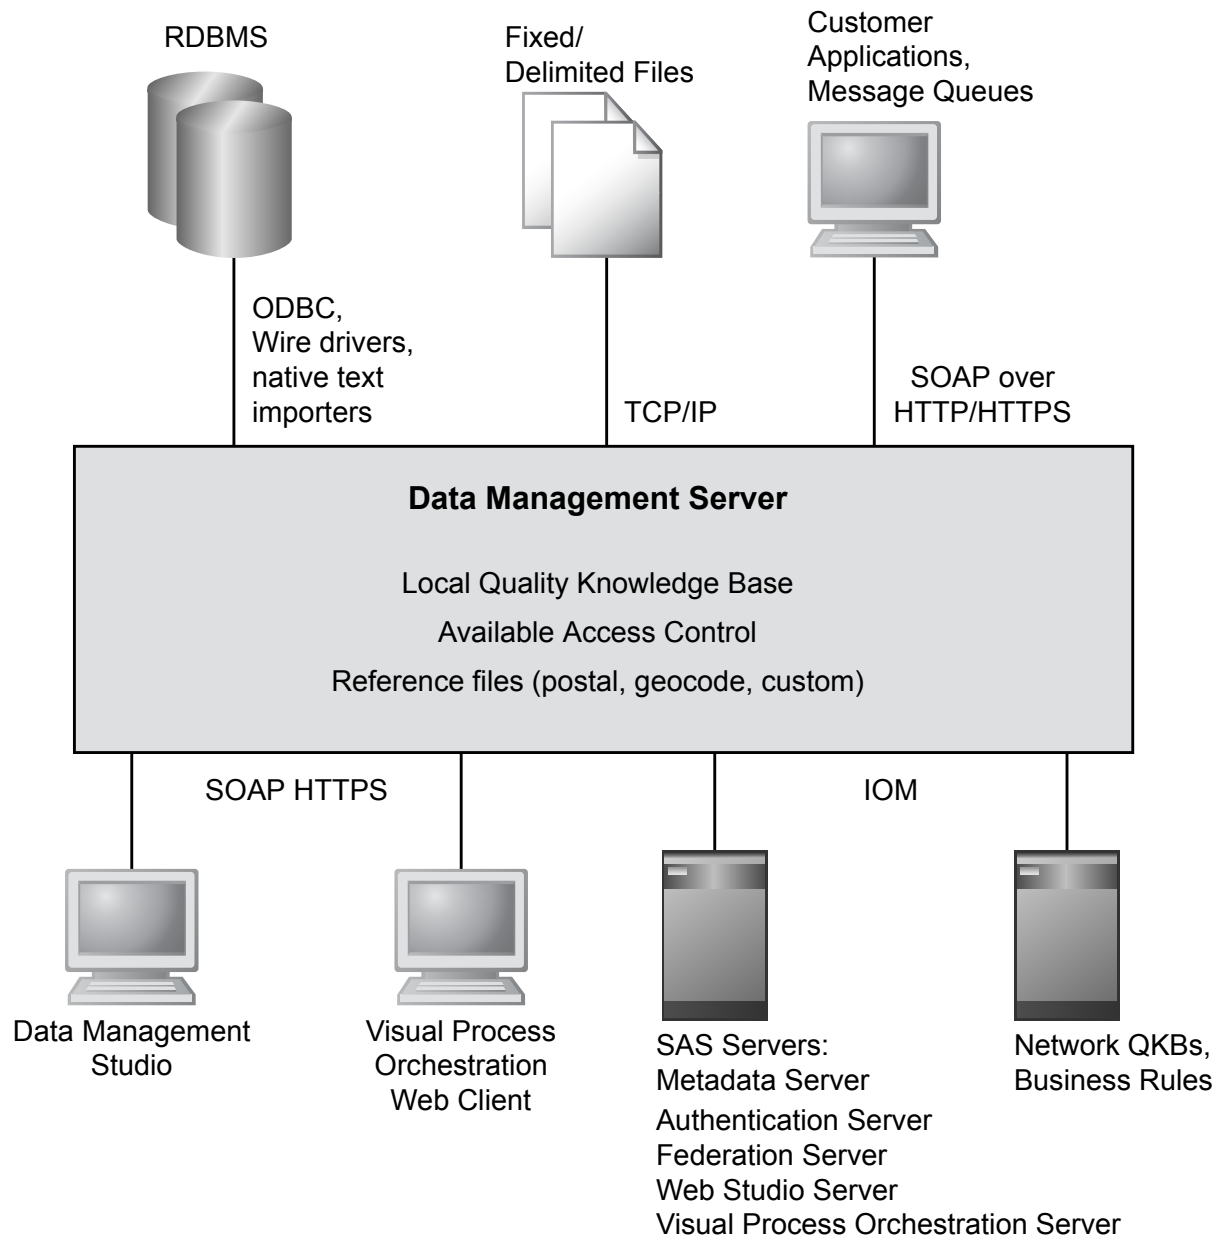 RDBMS
Fixed/
Delimited Files
Customer
Applications,
Message Queues
ODBC,
Wire drivers,
native text
importers
TCP/IP
SOAP over
HTTP/HTTPS
Data Management Server
Local Quality Knowledge Base
Available Access Control
Reference files (postal, geocode, custom)
SOAP HTTPS
IOM
Data Management
Studio
Visual Process
Orchestration
Web Client
SAS Servers:
Metadata Server
Authentication Server
Federation Server
Web Studio Server
Visual Process Orchestration Server
Network QKBs,
Business Rules